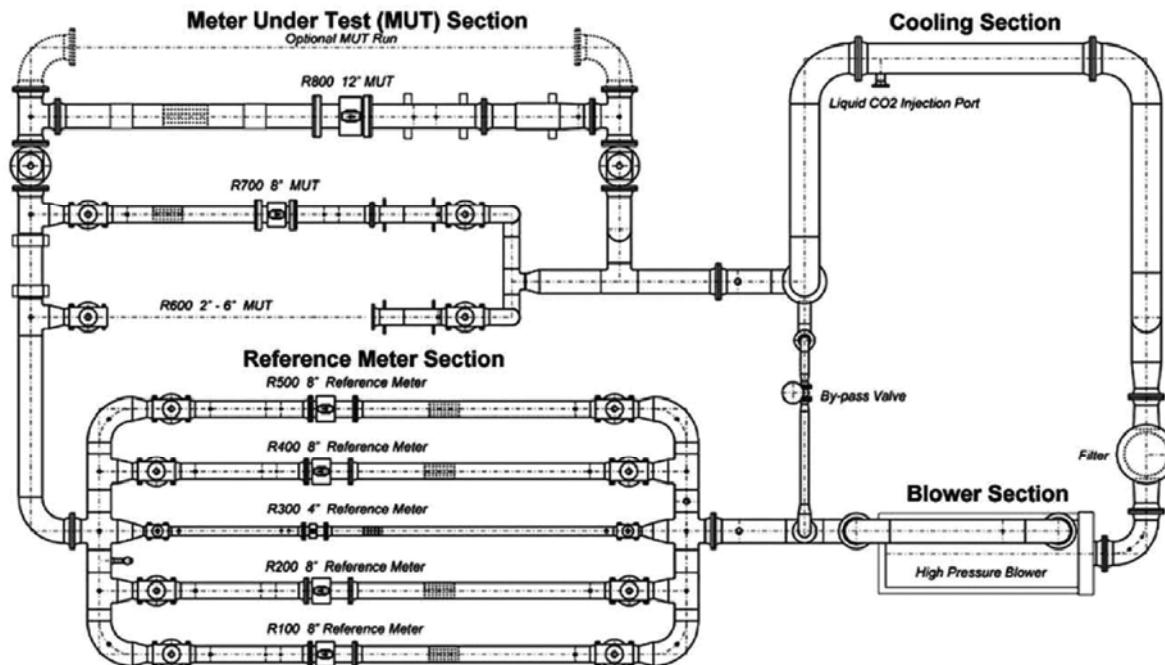 Meter Under Test (MUT) Section
Optional MUT Run
R800 12" MUT
R700 8" MUT
R600 2" - 6" MUT
Cooling Section
Liquid CO2 Injection Port
Reference Meter Section
R500 8" Reference Meter
R400 8" Reference Meter
R300 4" Reference Meter
R200 8" Reference Meter
R100 8" Reference Meter
By-pass Valve
Filter
Blower Section
High Pressure Blower